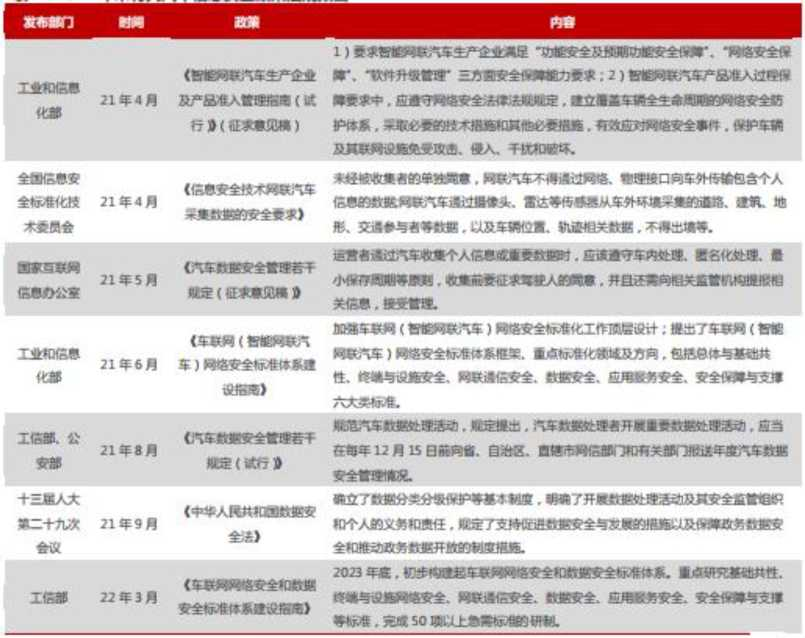 发布部门 时间 政策 内容
工业和信息化部 21年4月 《智能网联汽车生产企业及产品准入管理指南（试行）》（征求意见稿）
1）要求智能网联汽车生产企业满足“功能安全及预期功能安全保障”、“网络安全保
障”、“软件升级管理”三方面安全保障能力要求；2）智能网联汽车产品准入过程保
障要求中，应遵守网络安全法律法规规定，建立覆盖车辆全生命周期的网络安全防
护体系，采取必要的技术措施和其他必要措施，有效应对网络安全事件，保护车辆
及其联网设施免受攻击、侵入、干扰和破坏。
全国信息安全标准化技术委员会 21年4月 《信息安全技术网联汽车采集数据的安全要求》
未经被收集者的单独同意，网联汽车不得通过网络、物理接口向车外传输包含个人
信息的数据;网联汽车通过摄像头、雷达等传感器从车外环境采集的道路、建筑、地
形、交通参与者等数据，以及车辆位置、轨迹相关数据，不得出境等。
国家互联网信息办公室 21年5月 《汽车数据安全管理若干规定（征求意见稿）》
运营者通过汽车收集个人信息或重要数据时，应该遵守车内处理、匿名化处理、最
小保存周期等原则，收集前要征求驾驶人的同意，并且还需向相关监管机构提报相
关信息，接受管理。
工业和信息化部 21年6月 《车联网（智能网联汽车）网络安全标准体系建设指南》
加强车联网（智能网联汽车）网络安全标准化工作顶层设计；提出了车联网（智能
网联汽车）网络安全标准体系框架、重点标准化领域及方向，包括总体与基础共
性、终端与设施安全、网联通信安全、数据安全、应用服务安全、安全保障与支撑
六大类标准。
工信部、公安部 21年8月 《汽车数据安全管理若干规定（试行）》
规范汽车数据处理活动，规定提出，汽车数据处理者开展重要数据处理活动，应当
在每年12月15日前向省、自治区、直辖市网信部门和有关部门报送年度汽车数据
安全管理情况。
十三届人大第二十九次会议 21年9月 《中华人民共和国数据安全法》
确立了数据分类分级保护等基本制度，明确了开展数据处理活动及其安全监管组织
和个人的义务和责任，规定了支持促进数据安全与发展的措施以及保障政务数据安
全和推动政务数据开放的制度措施。
工信部 22年3月 《车联网网络安全和数据安全标准体系建设指南》
2023年底，初步构建起车联网网络安全和数据安全标准体系。重点研究基础共性、
终端与设施网络安全、网联通信安全、数据安全、应用服务安全、安全保障与支撑
等标准，完成50项以上急需标准的研制。